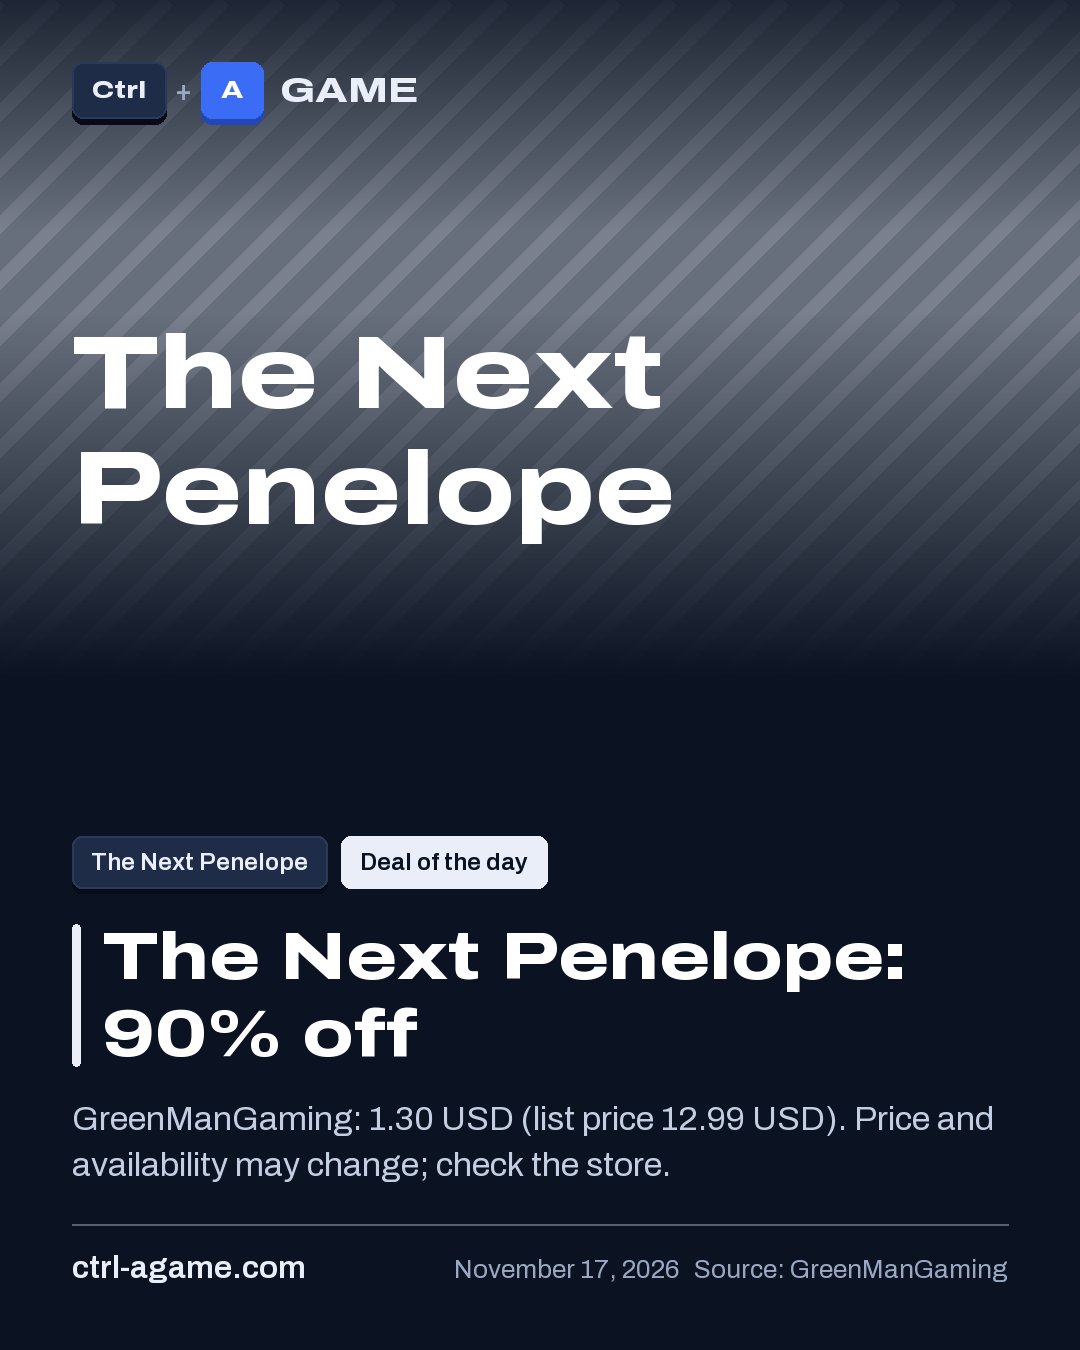 Ctrl + A GAME
The Next
Penelope
The Next Penelope Deal of the day
The Next Penelope:
90% off
GreenManGaming: 1.30 USD (list price 12.99 USD). Price and
availability may change; check the store.
ctrl-agame.com November 17, 2026 Source: GreenManGaming